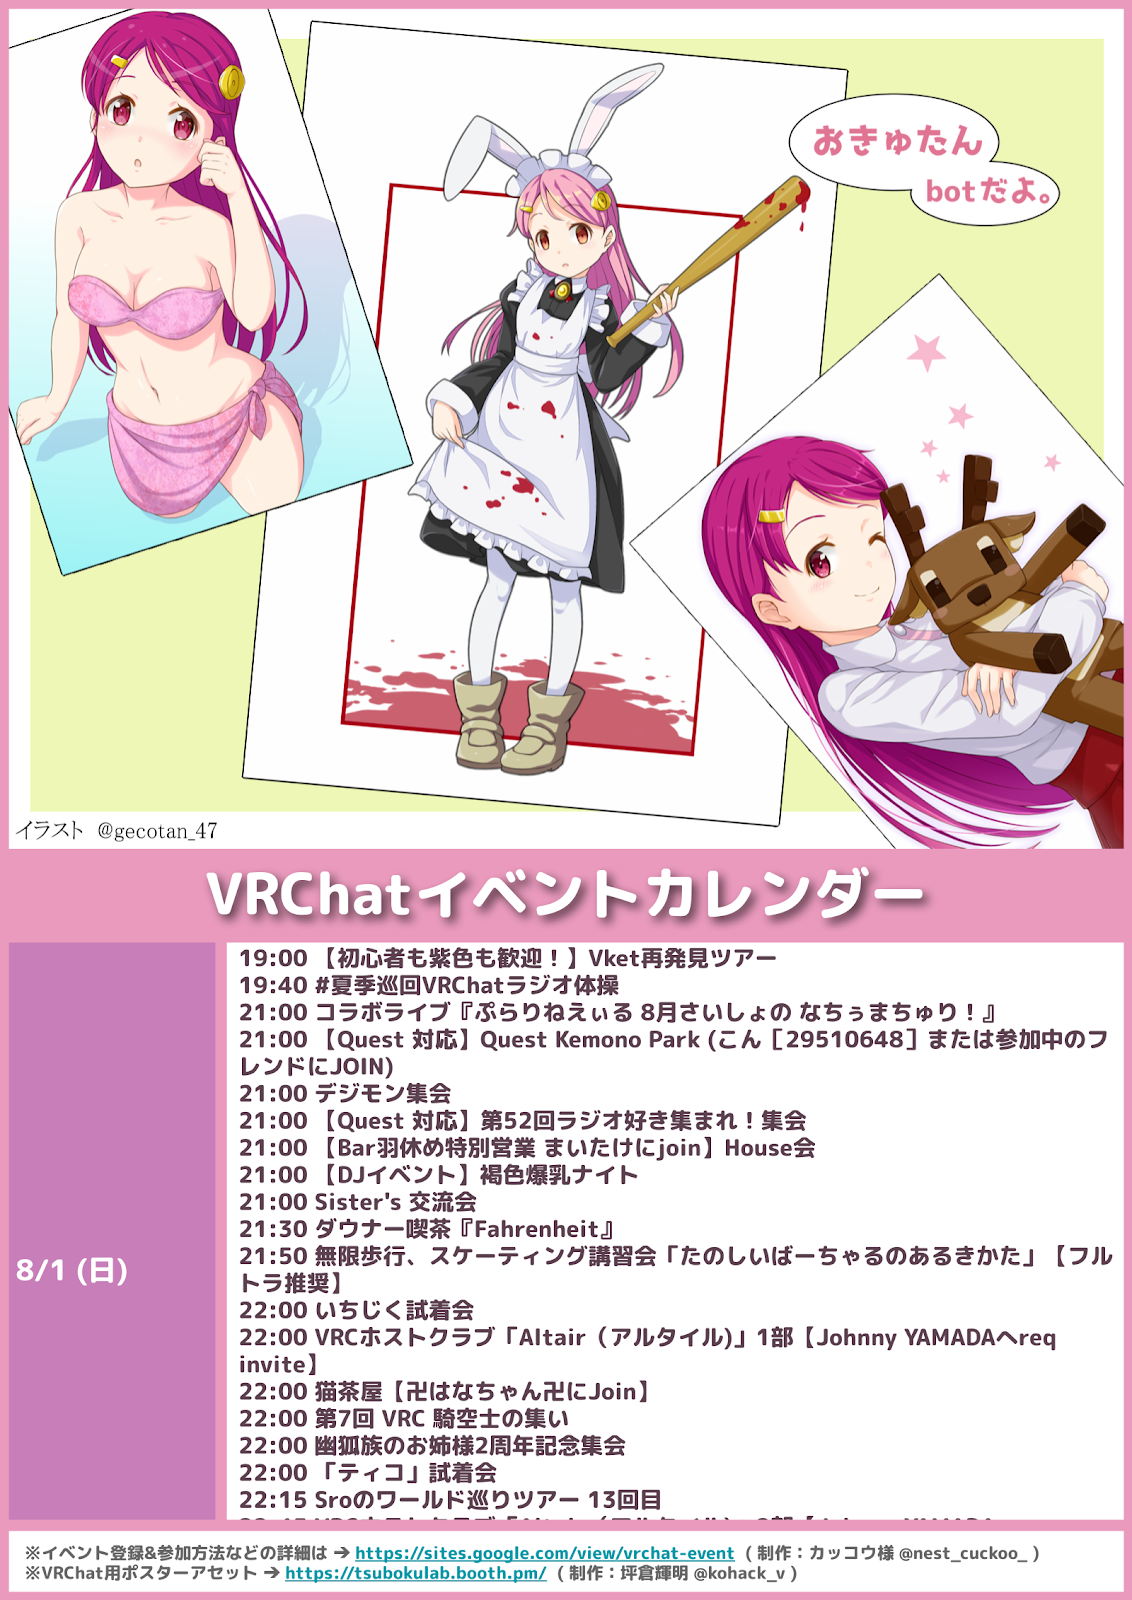 おきゅたん
botだよ。
イラスト @gecotan_47
VRChatイベントカレンダー
8/1 (日)
19:00 【初心者も紫色も歓迎！】Vket再発見ツアー
19:40 #夏季巡回VRChatラジオ体操
21:00 コラボライブ『ぷらりねえぃる 8月さいしょの なちぅまちゅり！』
21:00 【Quest 対応】Quest Kemono Park (こん［29510648］または参加中のフ
レンドにJOIN)
21:00 デジモン集会
21:00 【Quest 対応】第52回ラジオ好き集まれ！集会
21:00 【Bar羽休め特別営業 まいたけにjoin】House会
21:00 【DJイベント】褐色爆乳ナイト
21:00 Sister's 交流会
21:30 ダウナー喫茶『Fahrenheit』
21:50 無限歩行、スケーティング講習会「たのしいばーちゃるのあるきかた」【フル
トラ推奨】
22:00 いちじく試着会
22:00 VRCホストクラブ「Altair（アルタイル)」1部【Johnny YAMADAへreq
invite】
22:00 猫茶屋【卍はなちゃん卍にJoin】
22:00 第7回 VRC 騎空士の集い
22:00 幽狐族のお姉様2周年記念集会
22:00 「ティコ」試着会
22:15 Sroのワールド巡りツアー 13回目
※イベント登録&参加方法などの詳細は → https://sites.google.com/view/vrchat-event ( 制作：カッコウ様 @nest_cuckoo_ )
※VRChat用ポスターアセット → https://tsubokulab.booth.pm/ ( 制作：坪倉輝明 @kohack_v )